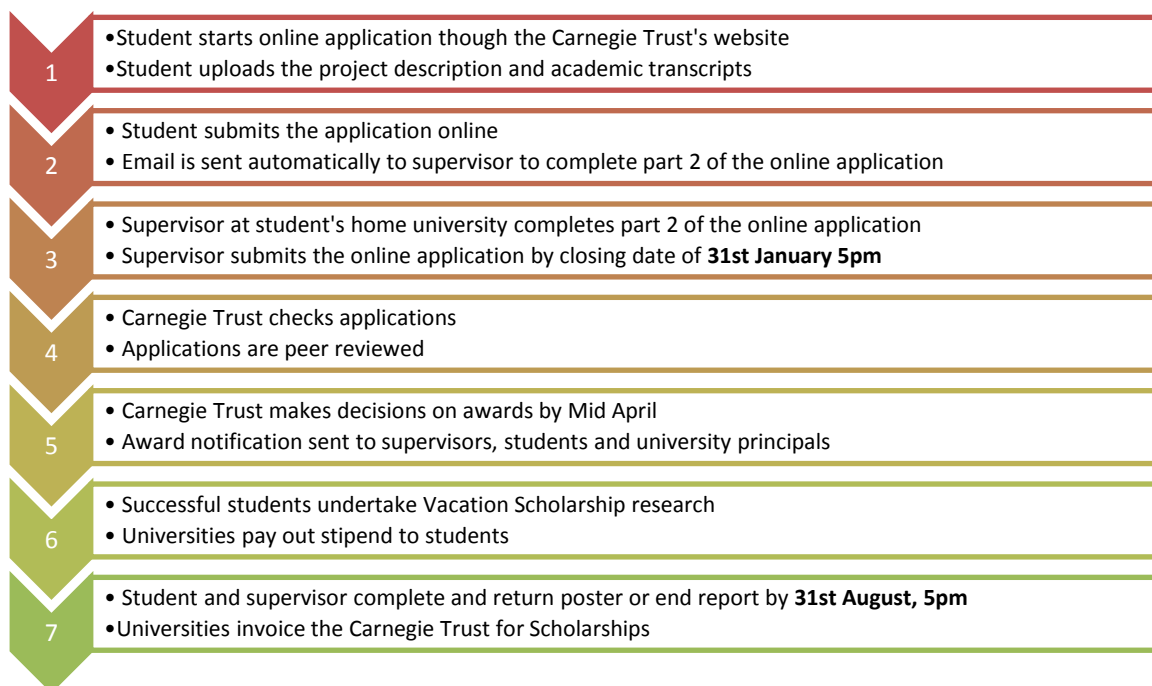 1
•Student starts online application though the Carnegie Trust's website
•Student uploads the project description and academic transcripts
2
• Student submits the application online
• Email is sent automatically to supervisor to complete part 2 of the online application
3
• Supervisor at student's home university completes part 2 of the online application
• Supervisor submits the online application by closing date of 31st January 5pm
4
• Carnegie Trust checks applications
• Applications are peer reviewed
5
• Carnegie Trust makes decisions on awards by Mid April
• Award notification sent to supervisors, students and university principals
6
• Successful students undertake Vacation Scholarship research
• Universities pay out stipend to students
7
• Student and supervisor complete and return poster or end report by 31st August, 5pm
•Universities invoice the Carnegie Trust for Scholarships